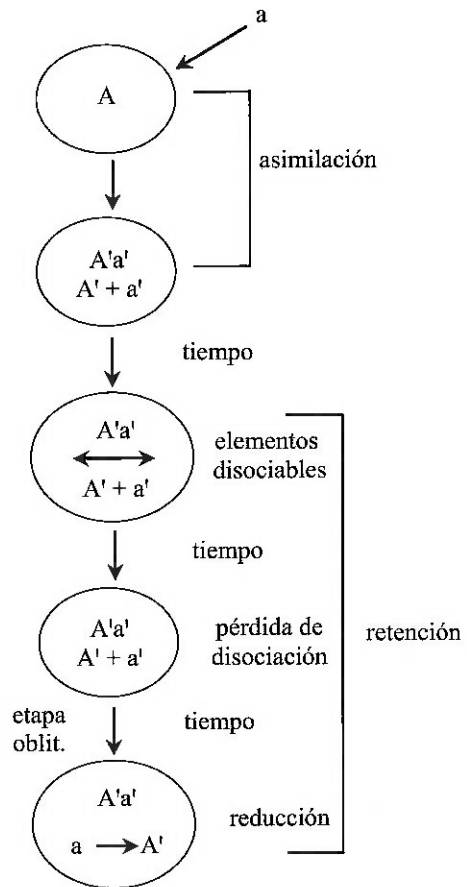 a
A
asimilación
A'a'
A' + a'
tiempo
A'a'
A' + a'
elementos
disociables
tiempo
A'a'
A' + a'
pérdida de
disociación
retención
etapa
oblit.
tiempo
A'a'
a → A'
reducción